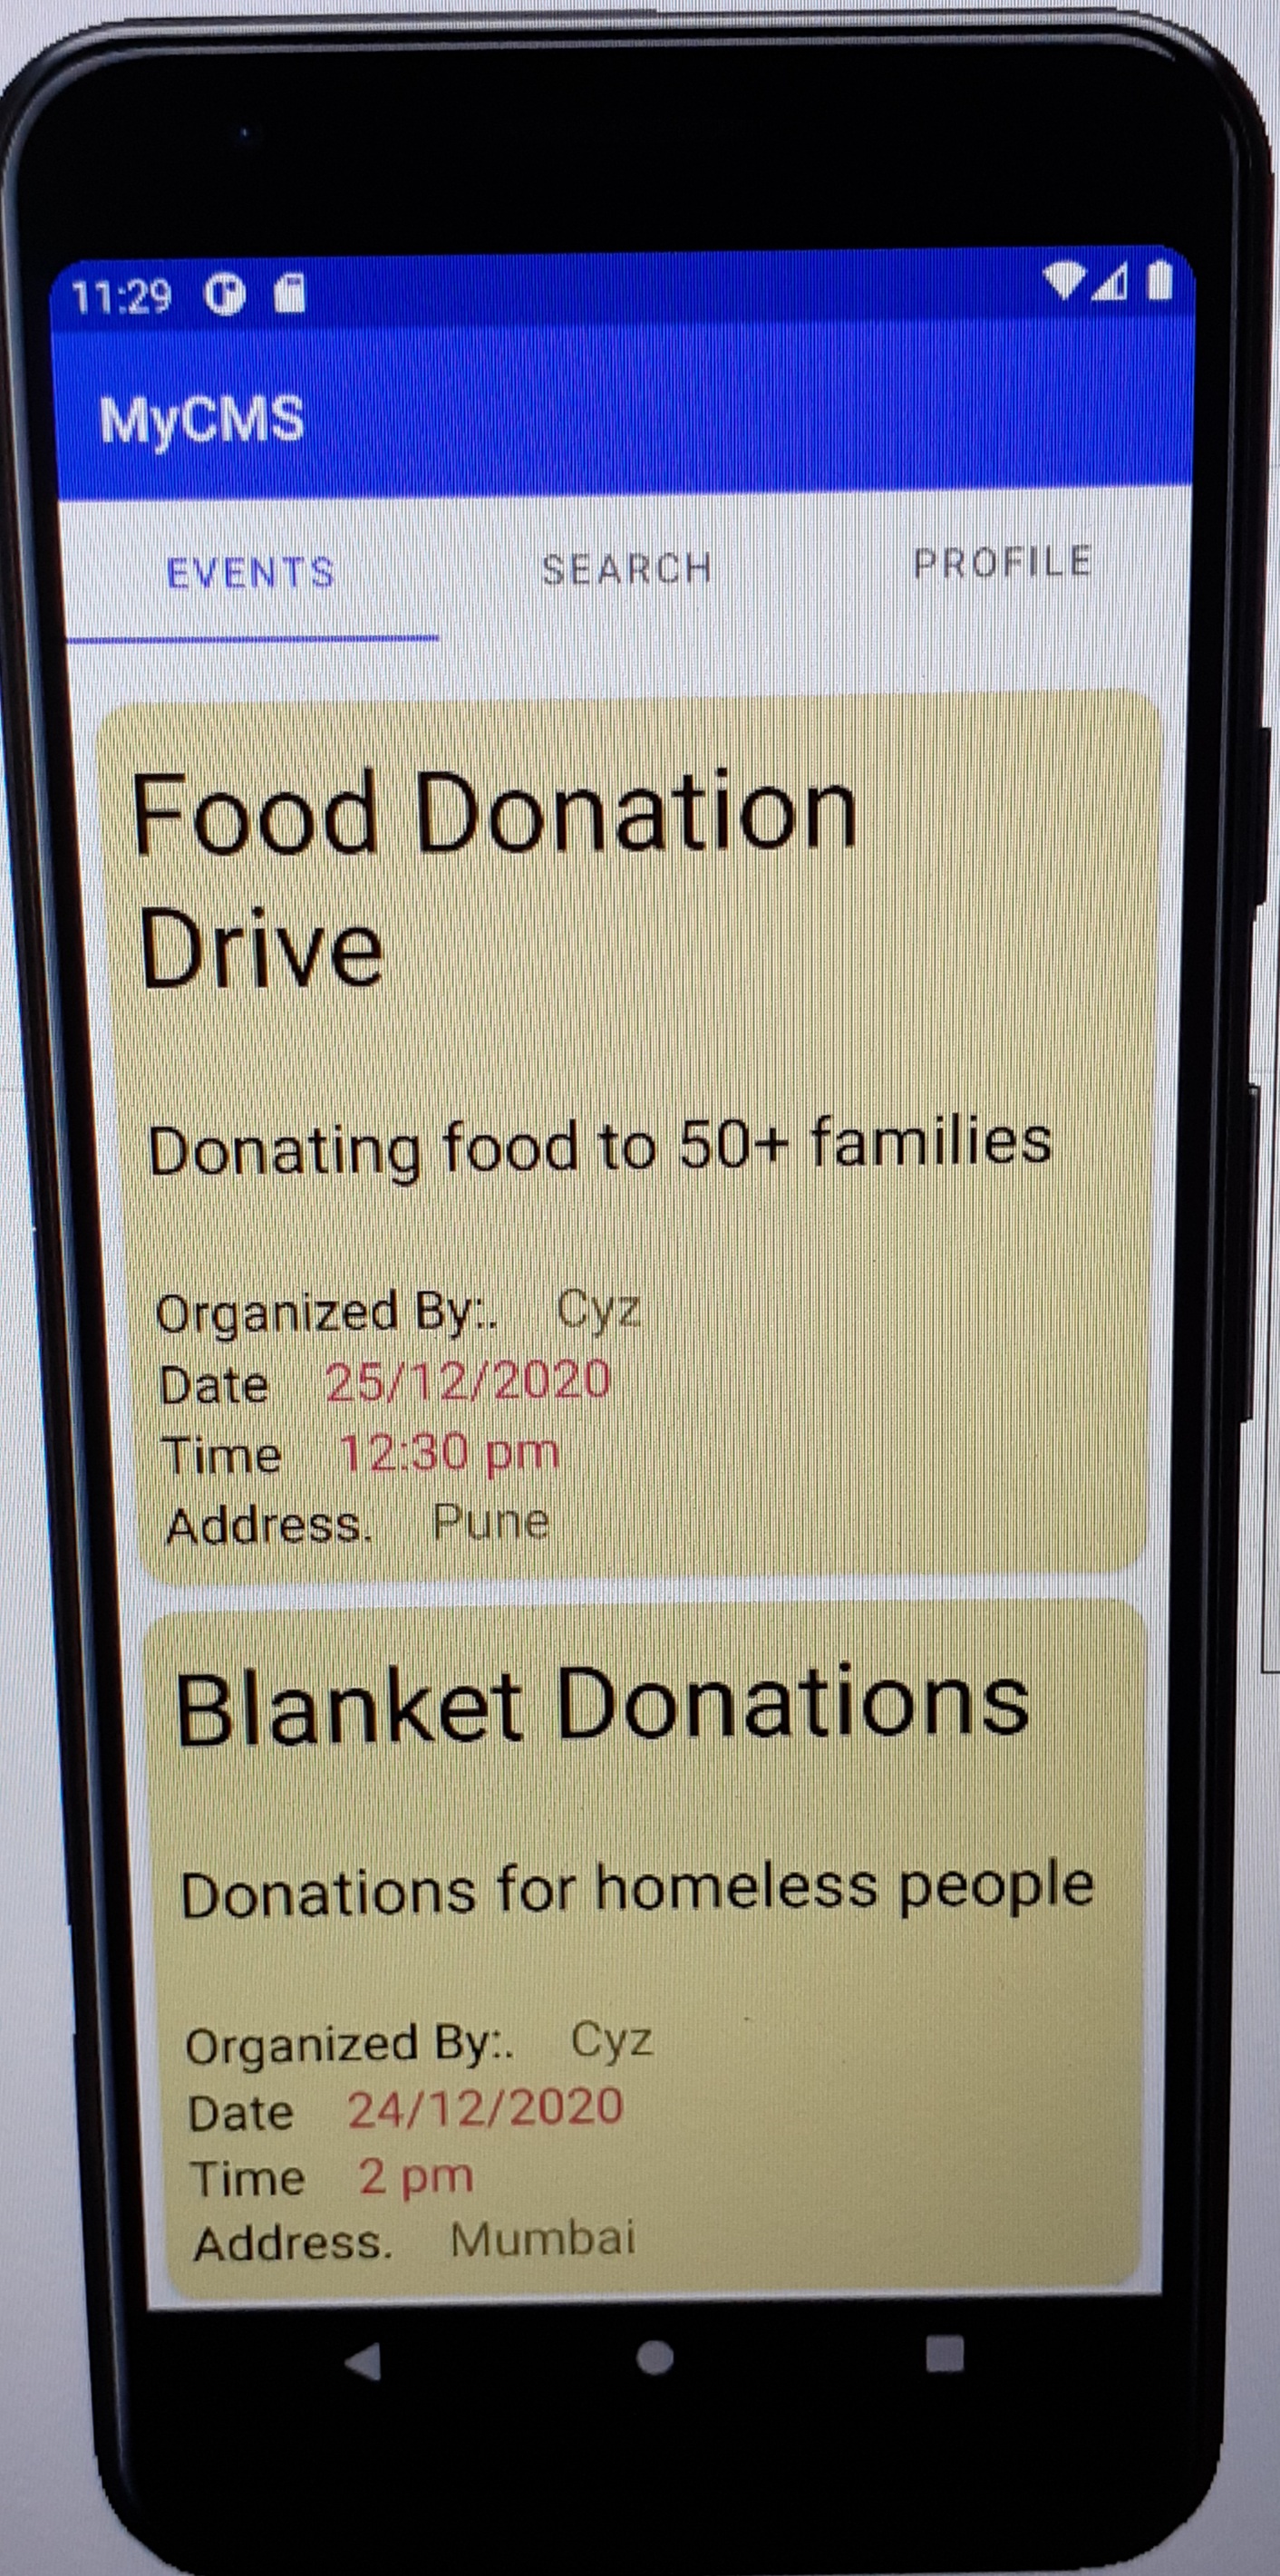 11:29
MyCMS
EVENTS SEARCH PROFILE
Food Donation
Drive
Donating food to 50+ families
Organized By:. Cyz
Date 25/12/2020
Time 12:30 pm
Address. Pune
Blanket Donations
Donations for homeless people
Organized By:. Cyz
Date 24/12/2020
Time 2 pm
Address. Mumbai